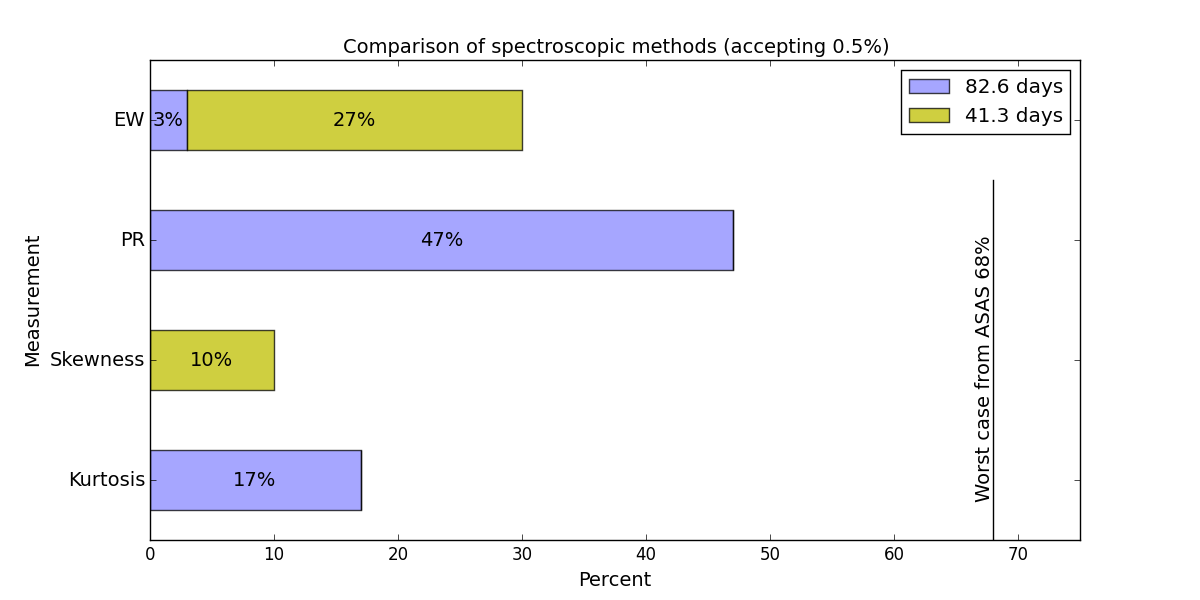 Comparison of spectroscopic methods (accepting 0.5%)
82.6 days
41.3 days
EW
3%
27%
PR
47%
Skewness
10%
Kurtosis
17%
Measurement
Worst case from ASAS 68%
0 10 20 30 40 50 60 70
Percent